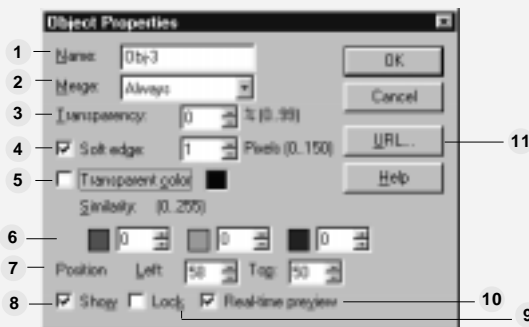 Object Properties
1 Name: Obj-3 OK
2 Merge: Always Cancel
3 Transparency: 0 % (0..99)
4 Soft edge: 1 Pixels (0..150) URL... 11
5 Transparent color Help
Similarity: (0..255)
6 0 0 0
7 Position Left: 50 Top: 50
8 Show Lock Real-time preview 10
9